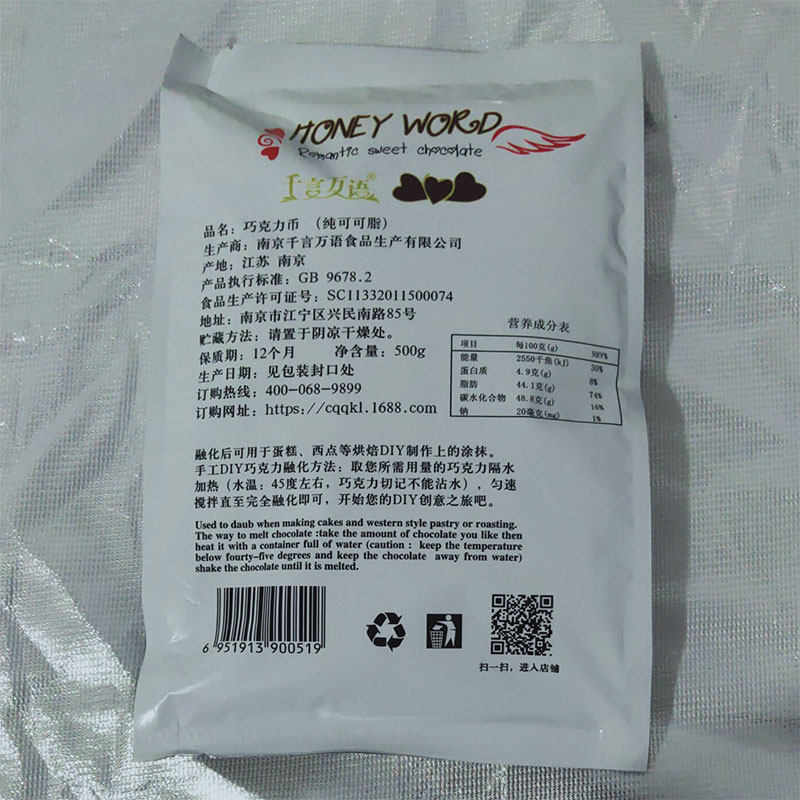 HONEY WORD
Romantic sweet chocolate
千言万语®
品名：巧克力币 （纯可可脂）
生产商：南京千言万语食品生产有限公司
产地：江苏 南京
产品执行标准：GB 9678.2
食品生产许可证号：SC11332011500074
地址：南京市江宁区兴民南路85号
贮藏方法：请置于阴凉干燥处。
保质期：12个月 净含量：500g
生产日期：见包装封口处
订购热线：400-068-9899
订购网址：https://cqqkl.1688.com
营养成分表
项目 每100克(g) NRV%
能量 2550千焦(kJ) 30%
蛋白质 4.9克(g) 8%
脂肪 44.1克(g) 74%
碳水化合物 48.8克(g) 16%
钠 20毫克(mg) 1%
融化后可用于蛋糕、西点等烘焙DIY制作上的涂抹。
手工DIY巧克力融化方法：取您所需用量的巧克力隔水
加热（水温：45度左右，巧克力切记不能沾水），匀速
搅拌直至完全融化即可，开始您的DIY创意之旅吧。
Used to daub when making cakes and western style pastry or roasting.
The way to melt chocolate :take the amount of chocolate you like then
heat it with a container full of water (caution : keep the temperature
below fourty-five degrees and keep the chocolate away from water)
shake the chocolate until it is melted.
6 951913 900519
扫一扫，进入店铺